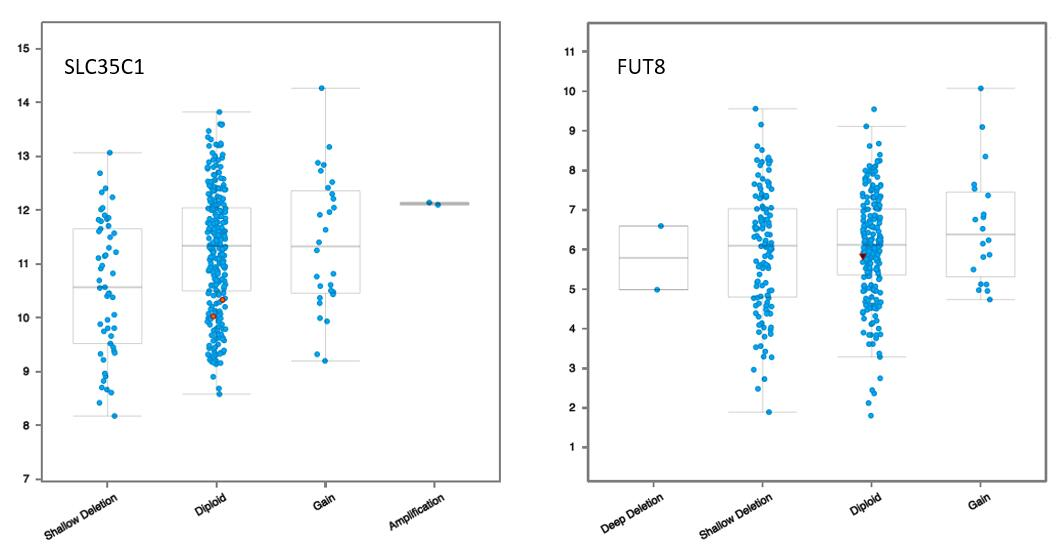 SLC35C1
15
14
13
12
11
10
9
8
7
Shallow Deletion
Diploid
Gain
Amplification
FUT8
11
10
9
8
7
6
5
4
3
2
1
Deep Deletion
Shallow Deletion
Diploid
Gain